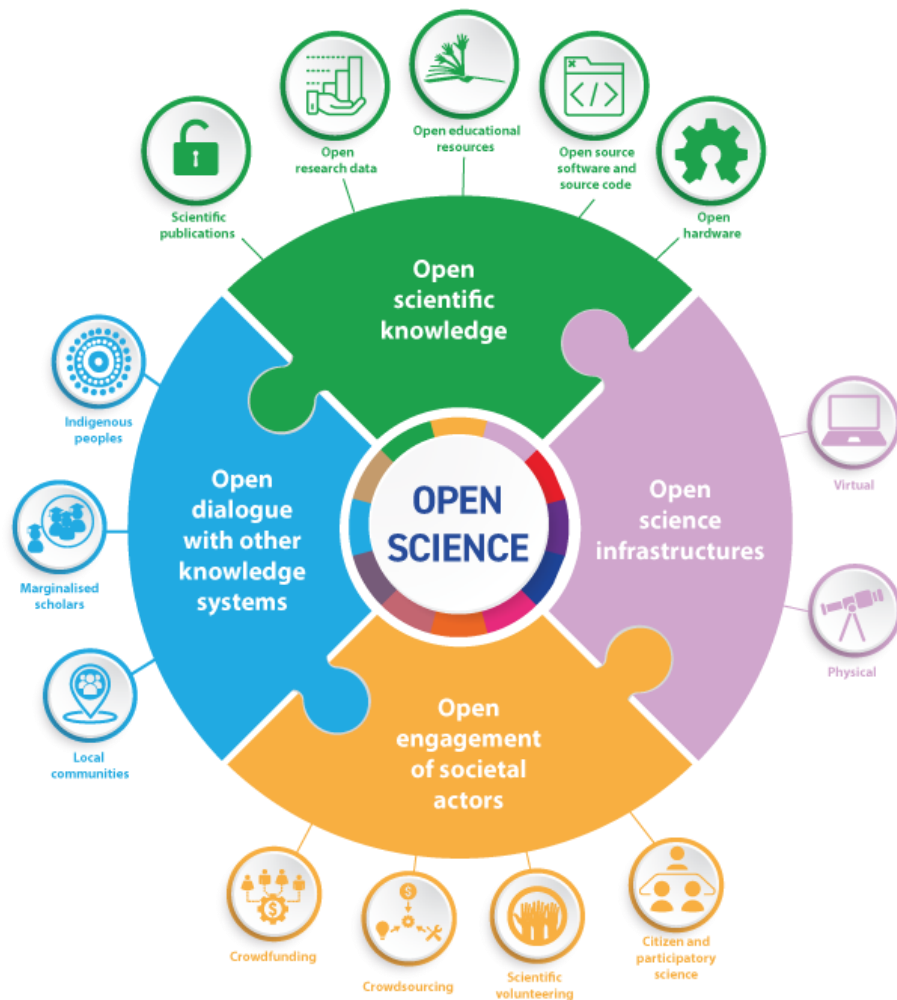 Open educational
resources
Open
research data
Open source
software and
source code
Scientific
publications
Open
hardware
Open
scientific
knowledge
Indigenous
peoples
Virtual
Open
dialogue
with other
knowledge
systems
OPEN
SCIENCE
Open
science
infrastructures
Marginalised
scholars
Physical
Local
communities
Open
engagement
of societal
actors
Crowdfunding
Crowdsourcing
Scientific
volunteering
Citizen and
participatory
science